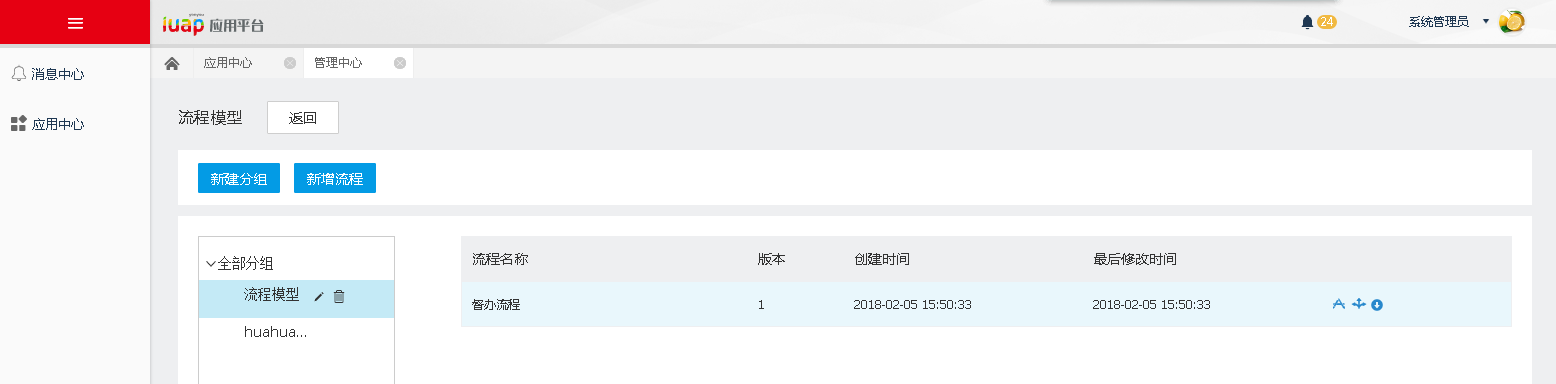 iuap 应用平台
24
系统管理员
消息中心
应用中心
应用中心
管理中心
流程模型
返回
新建分组
新增流程
全部分组
流程模型
huahua...
流程名称 版本 创建时间 最后修改时间
督办流程 1 2018-02-05 15:50:33 2018-02-05 15:50:33